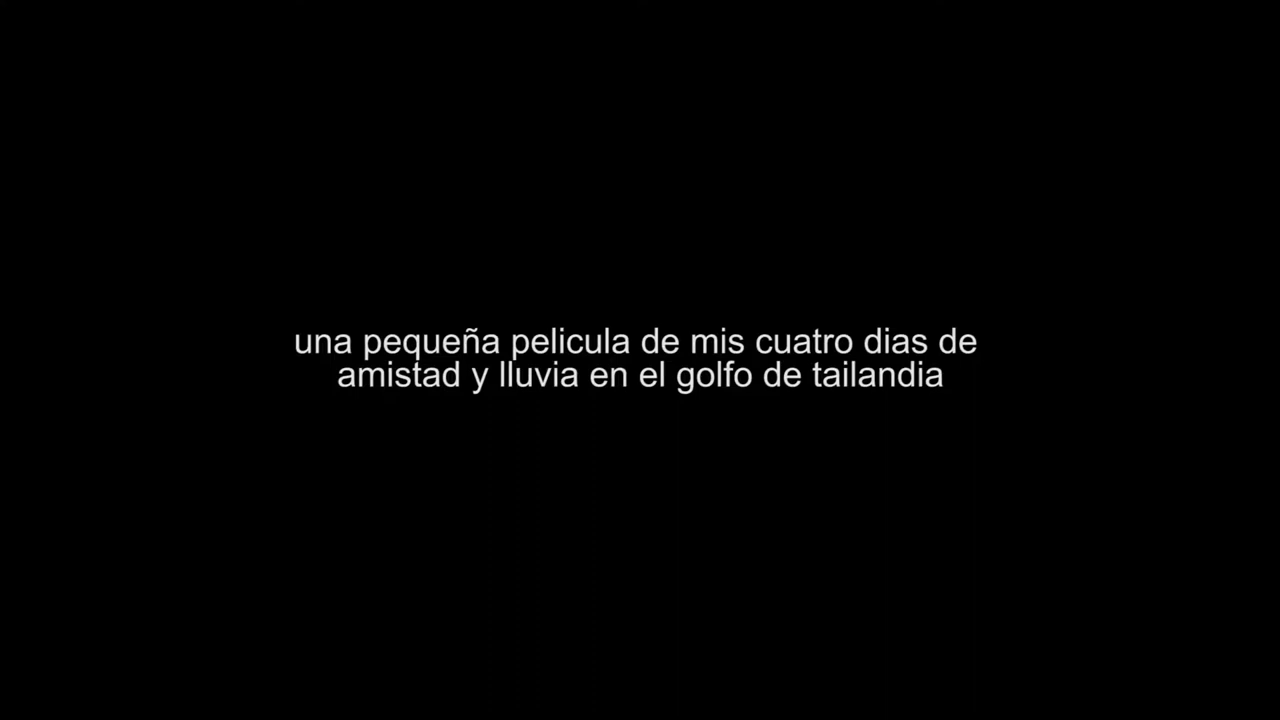 una pequeña pelicula de mis cuatro dias de
amistad y lluvia en el golfo de tailandia